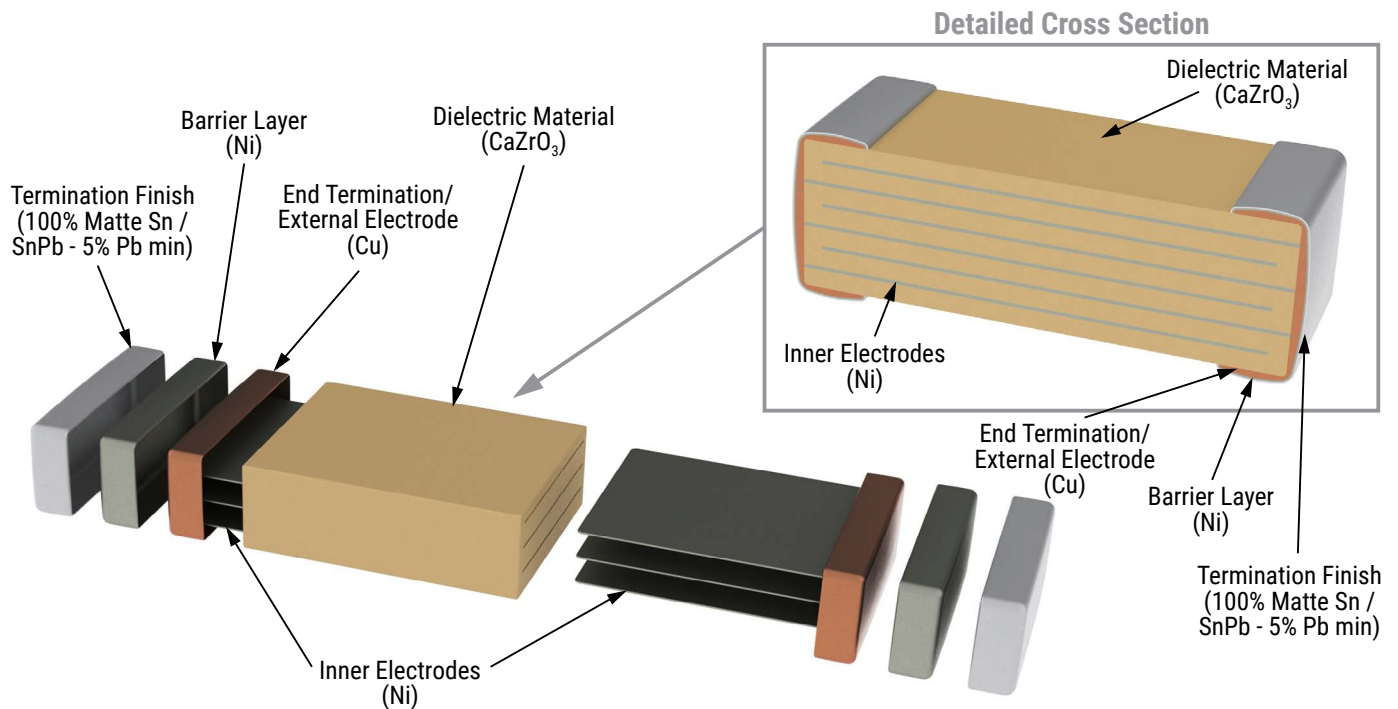 Detailed Cross Section
Dielectric Material
(CaZrO₃)
Barrier Layer
(Ni)
Dielectric Material
(CaZrO₃)
Termination Finish
(100% Matte Sn /
SnPb - 5% Pb min)
End Termination/
External Electrode
(Cu)
Inner Electrodes
(Ni)
End Termination/
External Electrode
(Cu)
Barrier Layer
(Ni)
Termination Finish
(100% Matte Sn /
SnPb - 5% Pb min)
Inner Electrodes
(Ni)